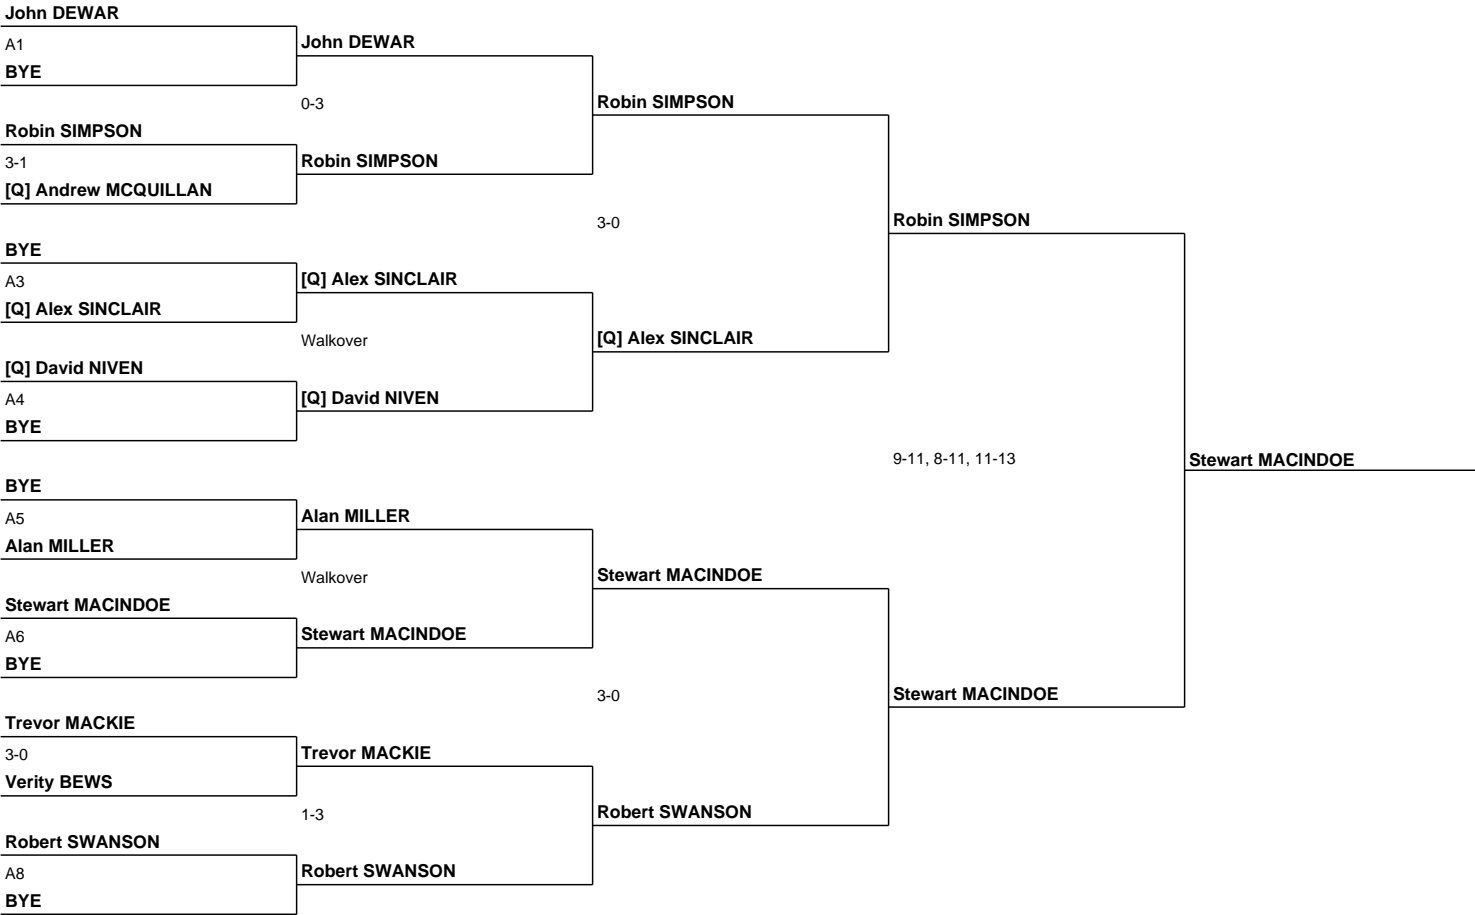 John DEWAR
A1
BYE
Robin SIMPSON
3-1
[Q] Andrew MCQUILLAN
BYE
A3
[Q] Alex SINCLAIR
[Q] David NIVEN
A4
BYE
BYE
A5
Alan MILLER
Stewart MACINDOE
A6
BYE
Trevor MACKIE
3-0
Verity BEWS
Robert SWANSON
A8
BYE
John DEWAR
0-3
Robin SIMPSON
[Q] Alex SINCLAIR
Walkover
[Q] David NIVEN
Alan MILLER
Walkover
Stewart MACINDOE
Trevor MACKIE
1-3
Robert SWANSON
Robin SIMPSON
3-0
[Q] Alex SINCLAIR
Stewart MACINDOE
3-0
Robert SWANSON
Robin SIMPSON
9-11, 8-11, 11-13
Stewart MACINDOE
Stewart MACINDOE